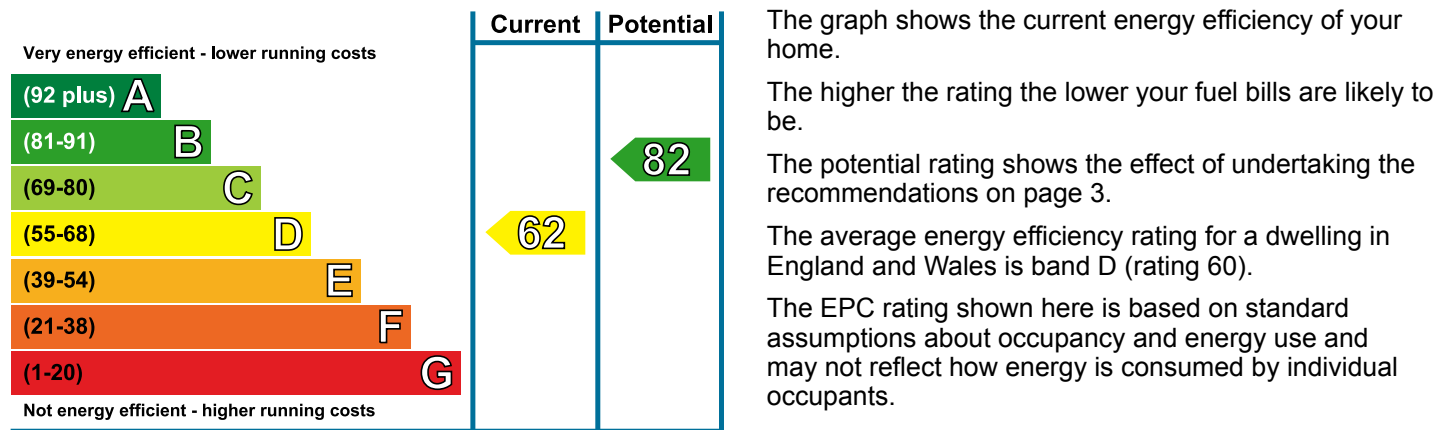 Current Potential
Very energy efficient - lower running costs
(92 plus) A
(81-91) B
82
(69-80) C
(55-68) D
62
(39-54) E
(21-38) F
(1-20) G
Not energy efficient - higher running costs
The graph shows the current energy efficiency of your
home.
The higher the rating the lower your fuel bills are likely to
be.
The potential rating shows the effect of undertaking the
recommendations on page 3.
The average energy efficiency rating for a dwelling in
England and Wales is band D (rating 60).
The EPC rating shown here is based on standard
assumptions about occupancy and energy use and
may not reflect how energy is consumed by individual
occupants.